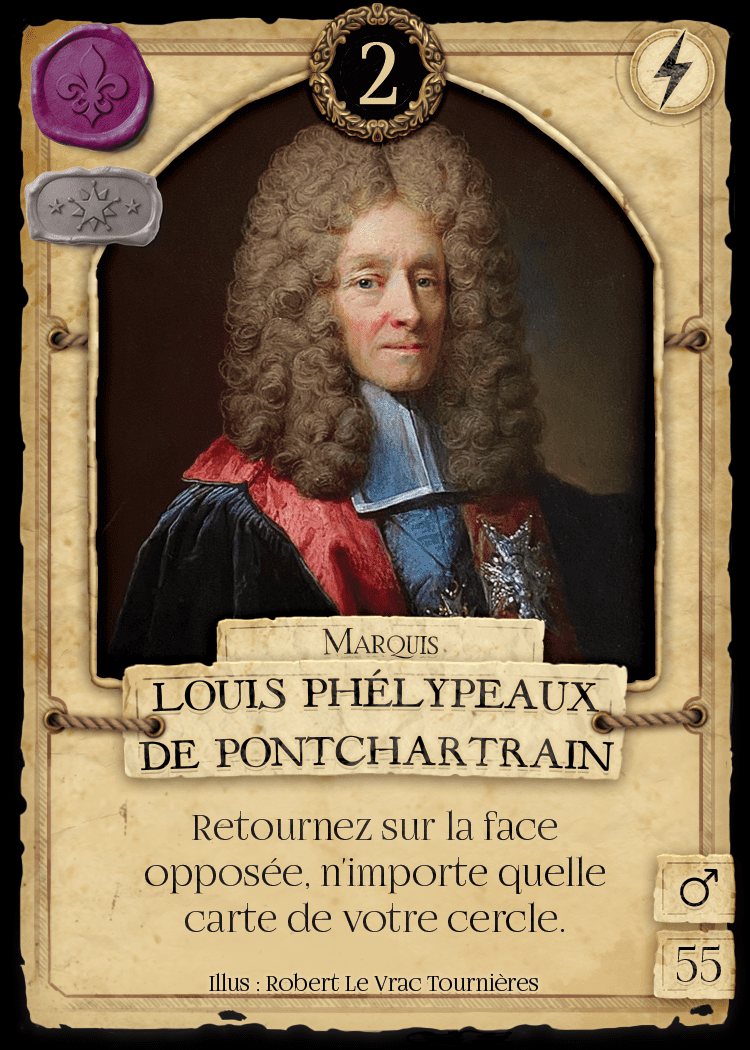 2
Marquis
LOUIS PHÉLYPEAUX
DE PONTCHARTRAIN
Retournez sur la face
opposée, n'importe quelle
carte de votre cercle.
♂
55
Illus : Robert Le Vrac Tournières